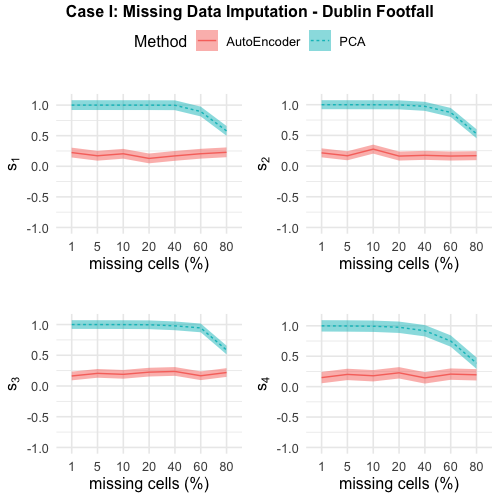 Case I: Missing Data Imputation - Dublin Footfall
Method AutoEncoder PCA
1.0
0.5
0.0
-0.5
-1.0
s1
1 5 10 20 40 60 80
missing cells (%)
1.0
0.5
0.0
-0.5
-1.0
s2
1 5 10 20 40 60 80
missing cells (%)
1.0
0.5
0.0
-0.5
-1.0
s3
1 5 10 20 40 60 80
missing cells (%)
1.0
0.5
0.0
-0.5
-1.0
s4
1 5 10 20 40 60 80
missing cells (%)